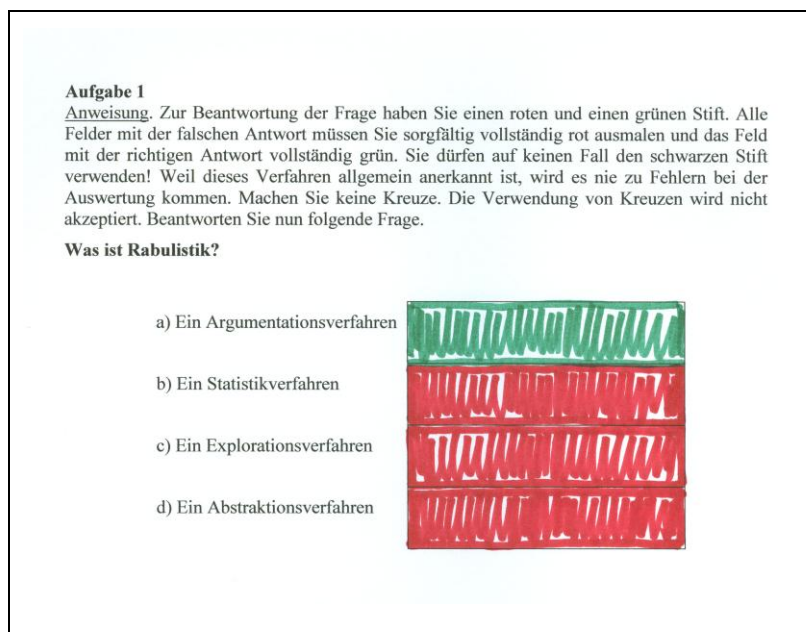 Aufgabe 1
Anweisung. Zur Beantwortung der Frage haben Sie einen roten und einen grünen Stift. Alle
Felder mit der falschen Antwort müssen Sie sorgfältig vollständig rot ausmalen und das Feld
mit der richtigen Antwort vollständig grün. Sie dürfen auf keinen Fall den schwarzen Stift
verwenden! Weil dieses Verfahren allgemein anerkannt ist, wird es nie zu Fehlern bei der
Auswertung kommen. Machen Sie keine Kreuze. Die Verwendung von Kreuzen wird nicht
akzeptiert. Beantworten Sie nun folgende Frage.
Was ist Rabulistik?
a) Ein Argumentationsverfahren
b) Ein Statistikverfahren
c) Ein Explorationsverfahren
d) Ein Abstraktionsverfahren